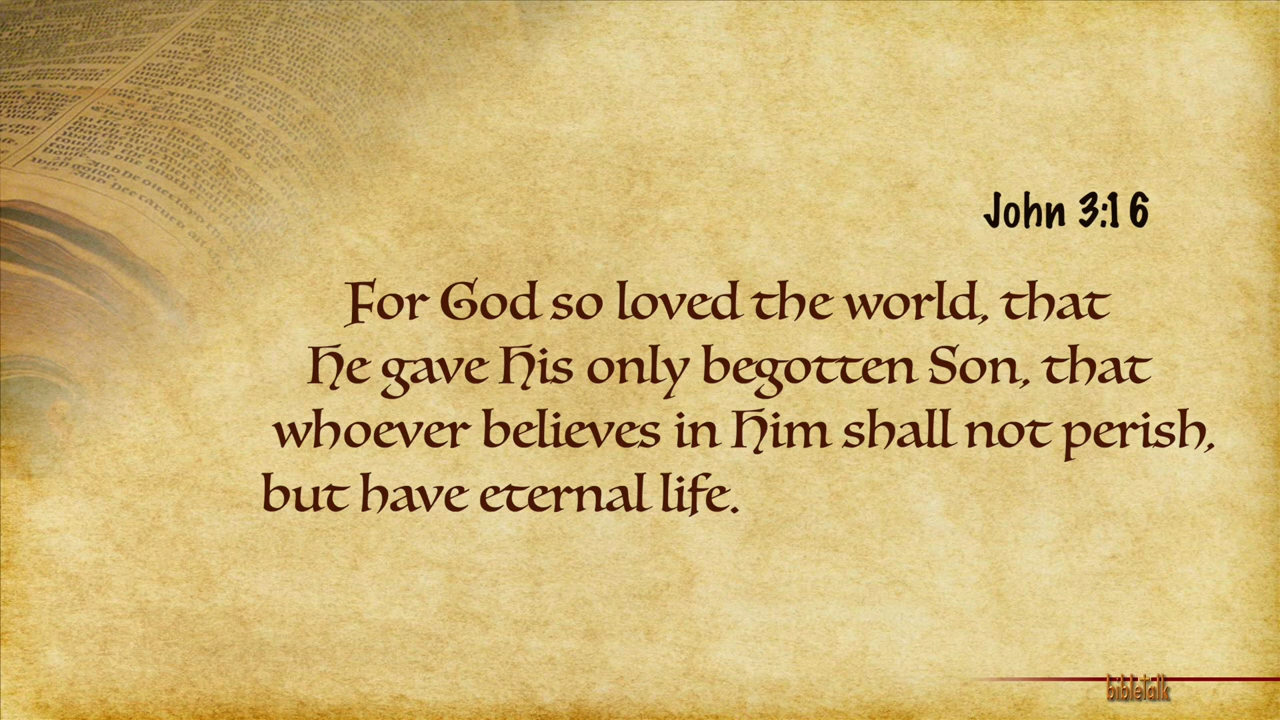 John 3:16
For God so loved the world, that
He gave His only begotten Son, that
whoever believes in Him shall not perish,
but have eternal life.
bibletalk